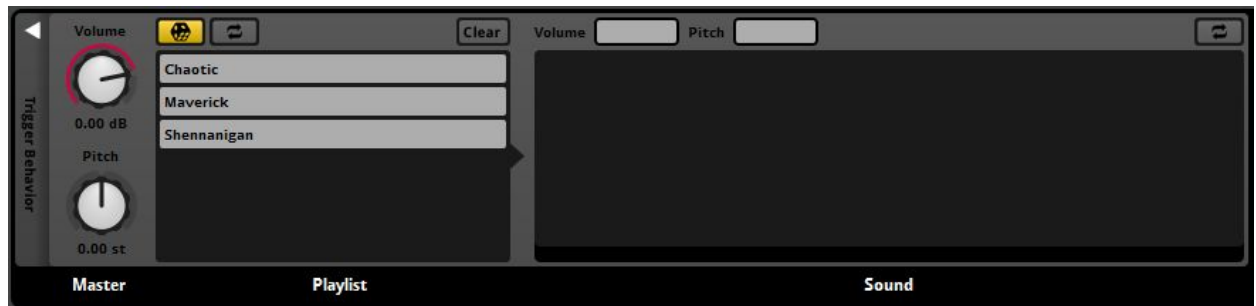 Trigger Behavior
Volume
0.00 dB
Pitch
0.00 st
Master
Clear
Chaotic
Maverick
Shennanigan
Playlist
Volume
Pitch
Sound